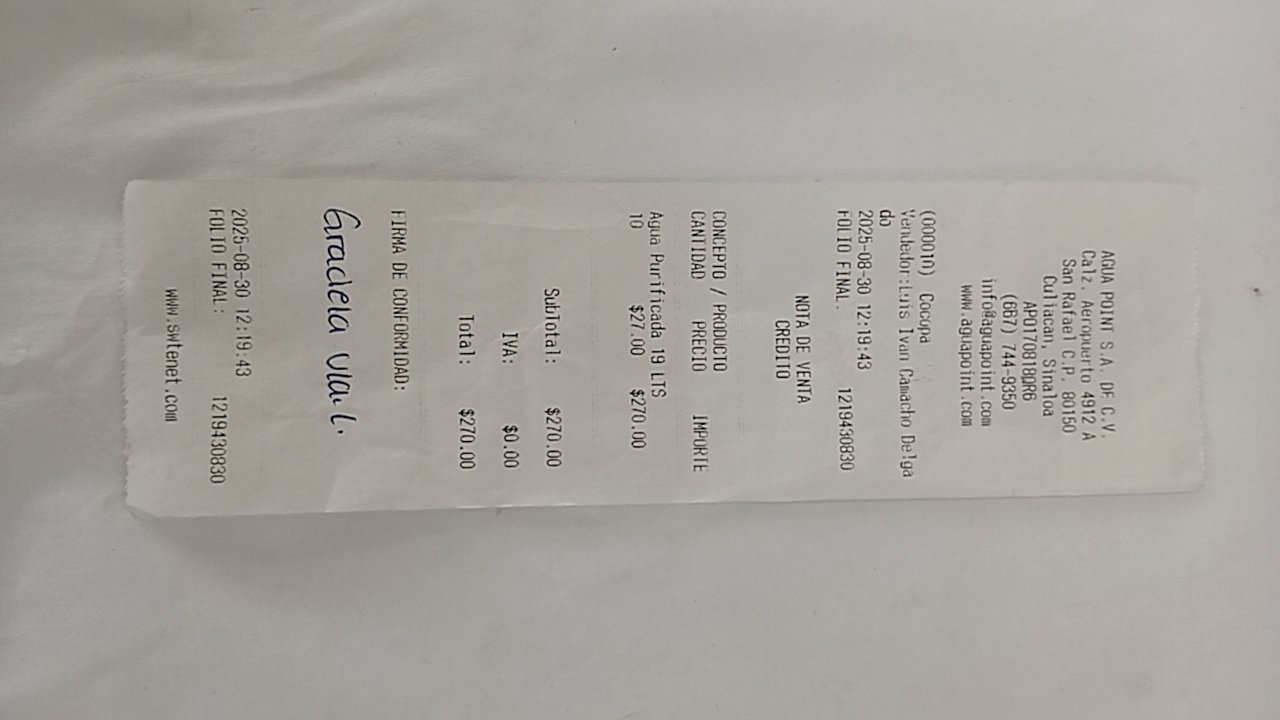 AGUA POINT S.A. DE C.V.
Calz. Aeropuerto 4912 A
San Rafael C.P. 80150
Culiacan, Sinaloa
APO170818QR6
(667) 744-9350
info@aguapoint.com
www.aguapoint.com
(000010) Cocopa
Vendedor:Luis Ivan Camacho Delga
do
2025-08-30 12:19:43
FOLIO FINAL: 1219430830
NOTA DE VENTA
CREDITO
CONCEPTO / PRODUCTO
CANTIDAD PRECIO IMPORTE
Agua Purificada 19 LTS
10 $27.00 $270.00
SubTotal: $270.00
IVA: $0.00
Total: $270.00
FIRMA DE CONFORMIDAD:
Graciela
2025-08-30 12:19:43
FOLIO FINAL: 1219430830
www.swtenet.com